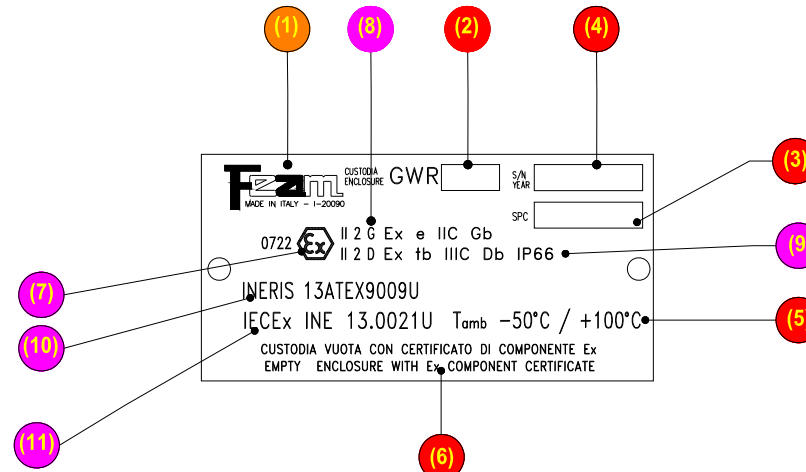 (1) (8) (2) (4)
(3)
Feam CUSTODIA ENCLOSURE GWR S/N YEAR
MADE IN ITALY - I-20090
SPC
0722 Ex II 2 G Ex e IIC Gb
II 2 D Ex tb IIIC Db IP66
(9)
(7)
INERIS 13ATEX9009U
IECEx INE 13.0021U Tamb -50°C / +100°C
(5)
(10)
CUSTODIA VUOTA CON CERTIFICATO DI COMPONENTE Ex
EMPTY ENCLOSURE WITH Ex COMPONENT CERTIFICATE
(11)
(6)